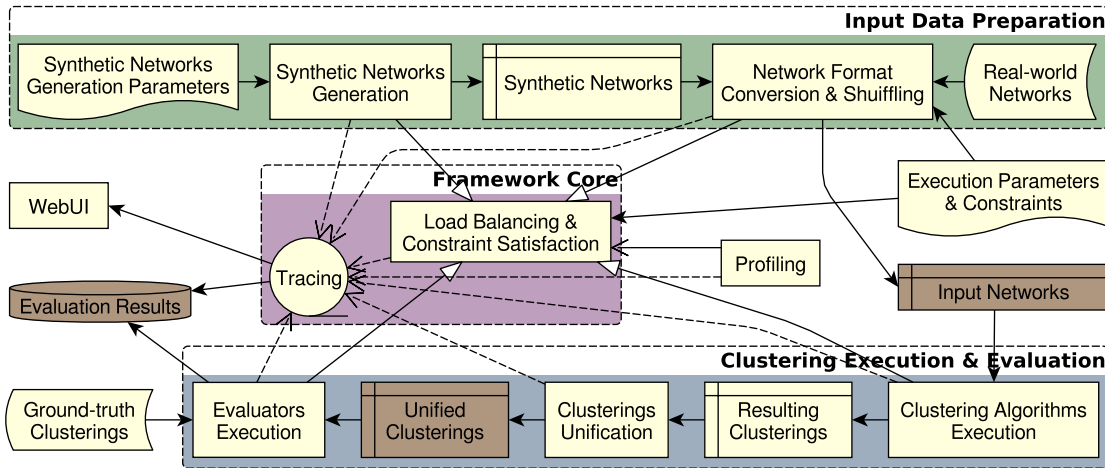 Input Data Preparation
Synthetic Networks
Generation Parameters
Synthetic Networks
Generation
Synthetic Networks
Network Format
Conversion & Shuiffling
Real-world
Networks
Framework Core
Execution Parameters
& Constraints
WebUI
Load Balancing &
Constraint Satisfaction
Tracing
Profiling
Evaluation Results
Input Networks
Clustering Execution & Evaluation
Ground-truth
Clusterings
Evaluators
Execution
Unified
Clusterings
Clusterings
Unification
Resulting
Clusterings
Clustering Algorithms
Execution